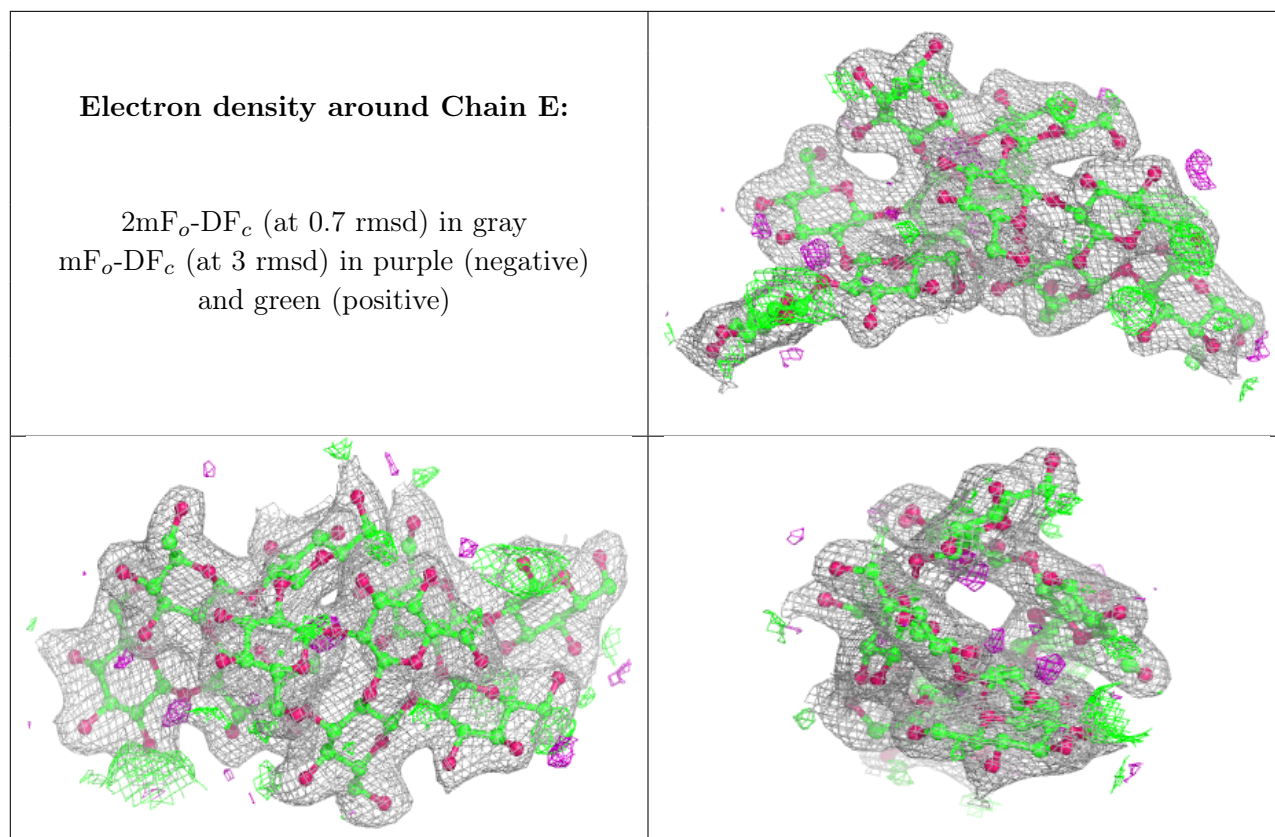 Electron density around Chain E:
2mFₒ-DF𝒸 (at 0.7 rmsd) in gray
mFₒ-DF𝒸 (at 3 rmsd) in purple (negative)
and green (positive)